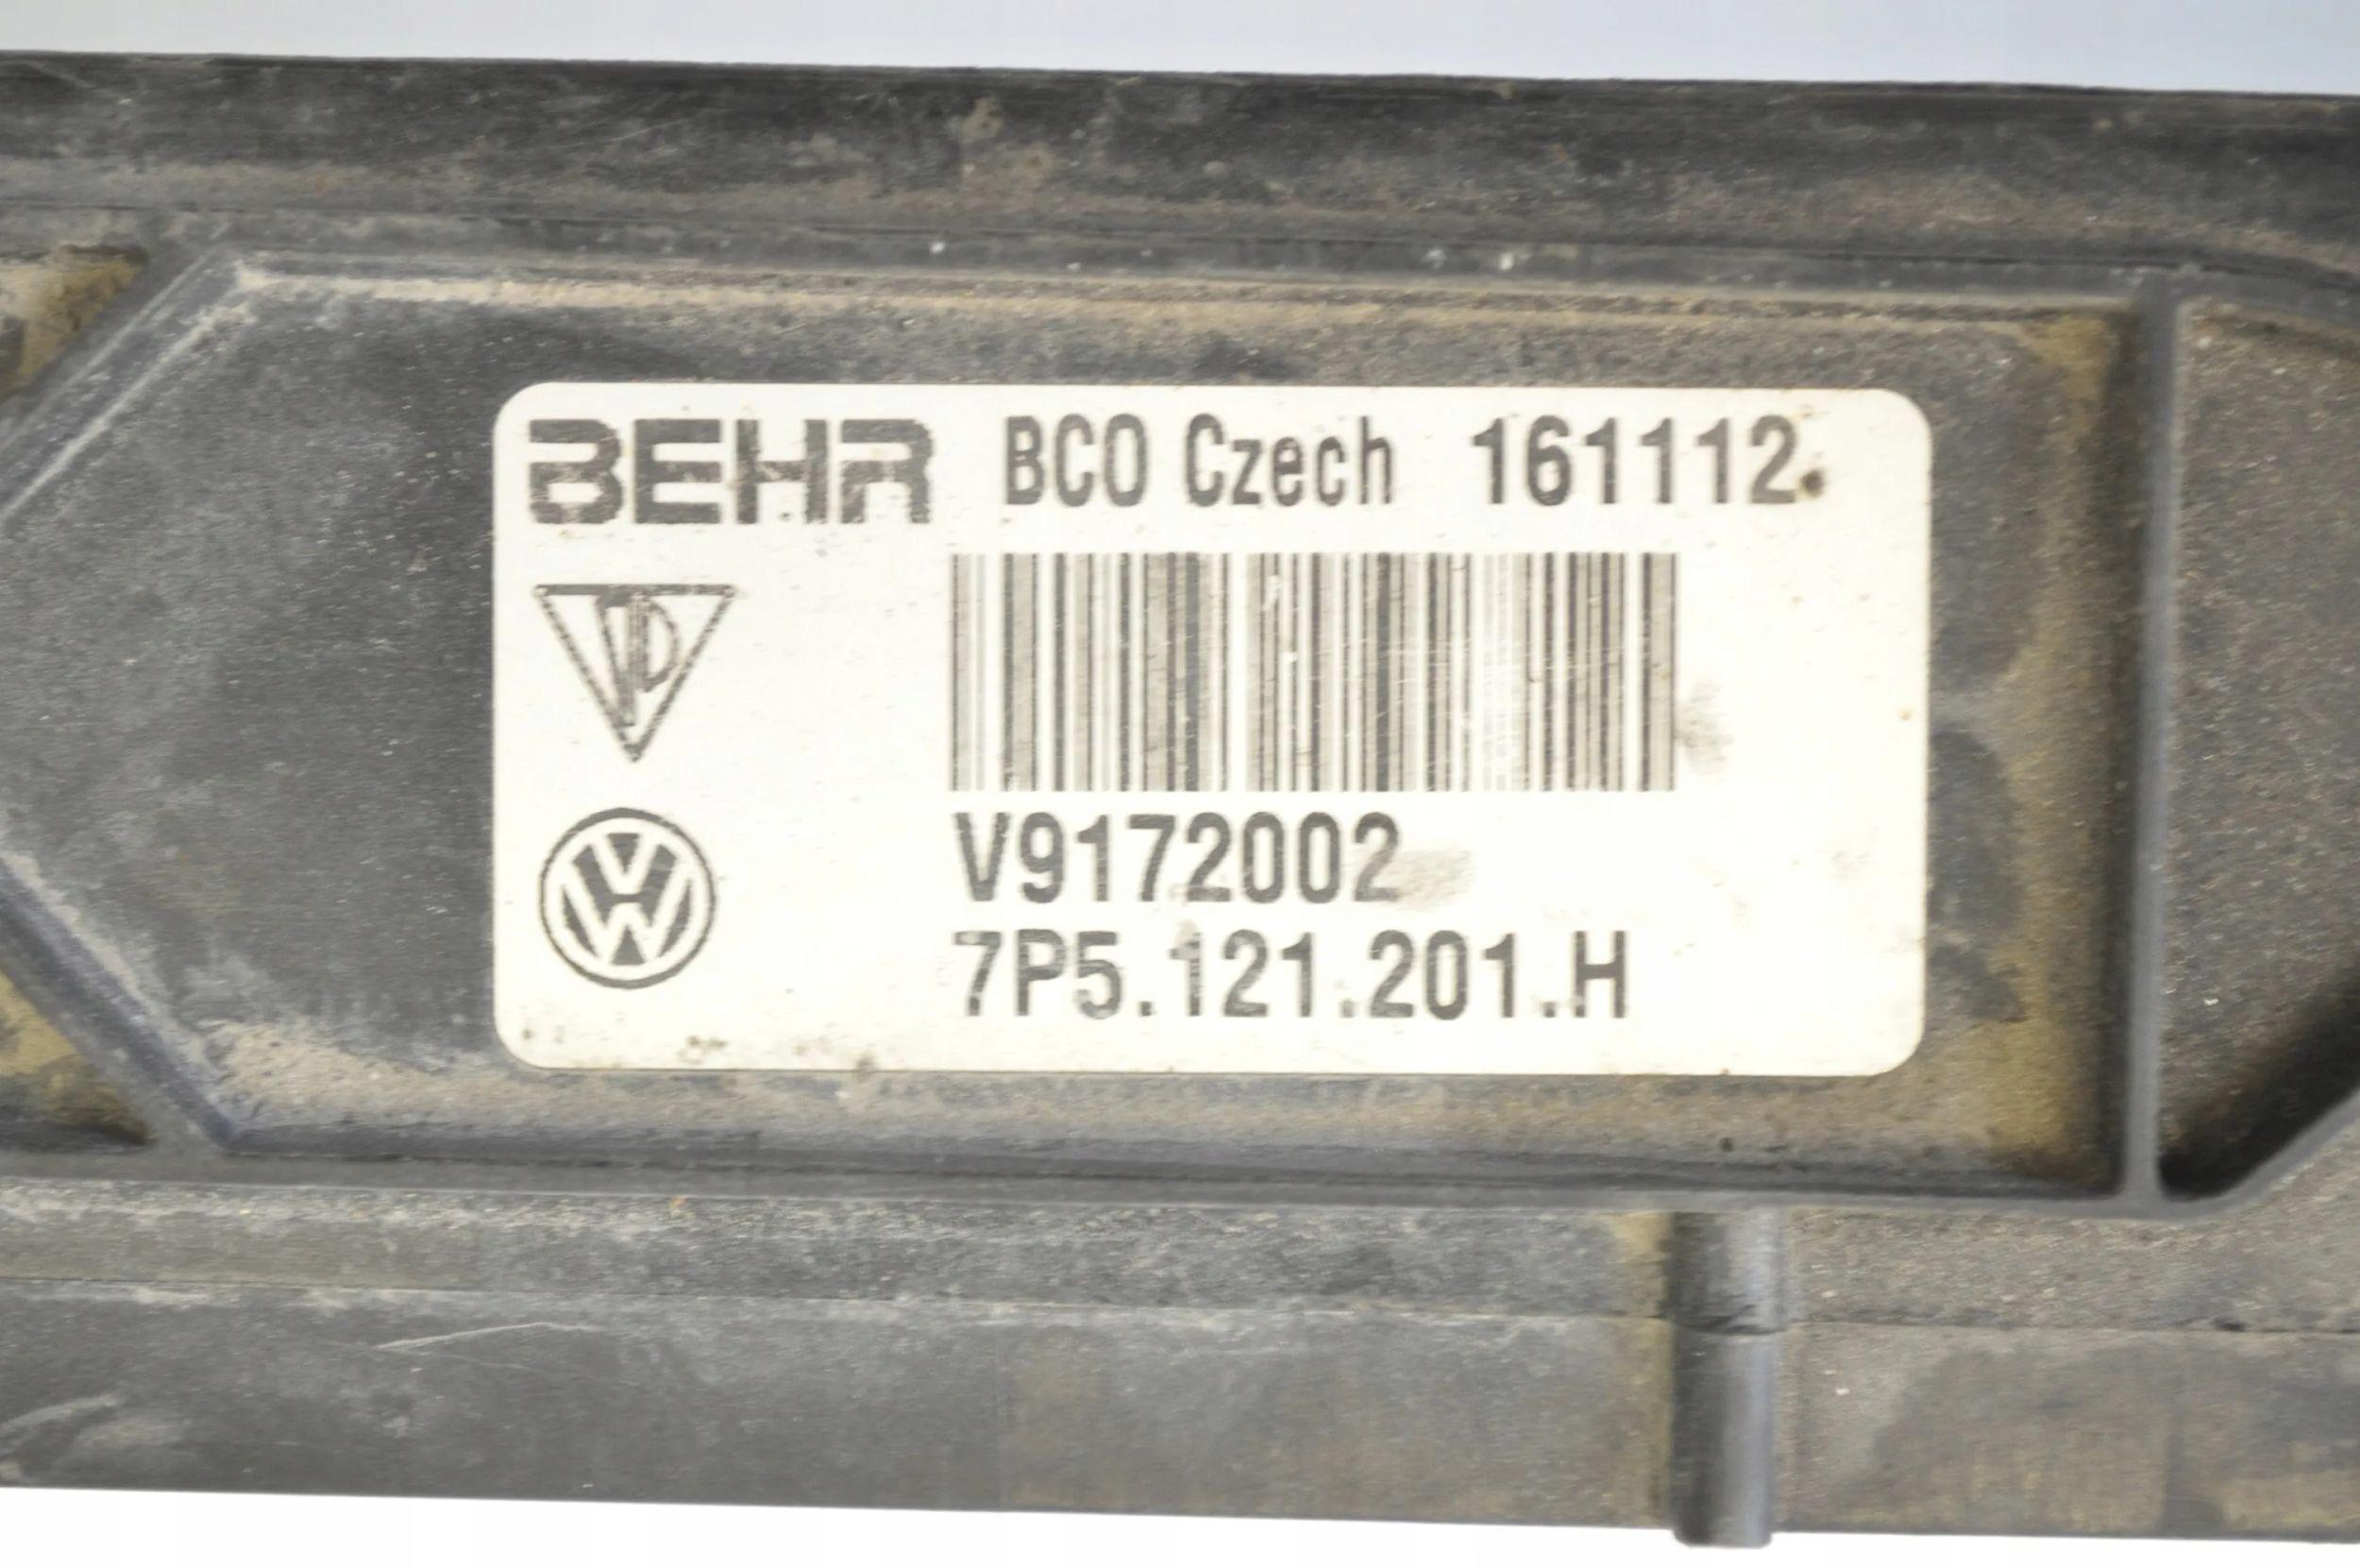 BEHR BCO Czech 161112
V9172002
7P5.121.201.H